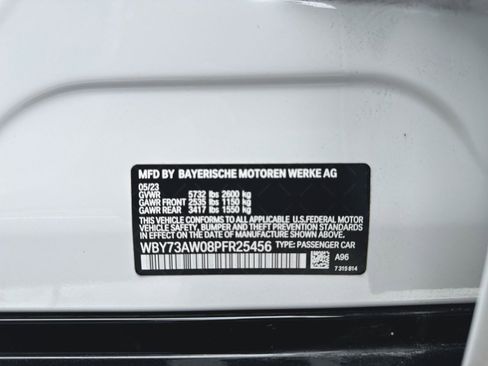 MFD BY BAYERISCHE MOTOREN WERKE AG
05/23
GVWR 5732 lbs 2600 kg
GAWR FRONT 2535 lbs 1150 kg
GAWR REAR 3417 lbs 1550 kg
THIS VEHICLE CONFORMS TO ALL APPLICABLE U.S.FEDERAL MOTOR
VEHICLE SAFETY, BUMPER, AND THEFT PREVENTION STANDARDS IN
EFFECT ON THE DATE OF MANUFACTURE SHOWN ABOVE.
WBY73AW08PFR25456 TYPE: PASSENGER CAR
A96
7 315 614